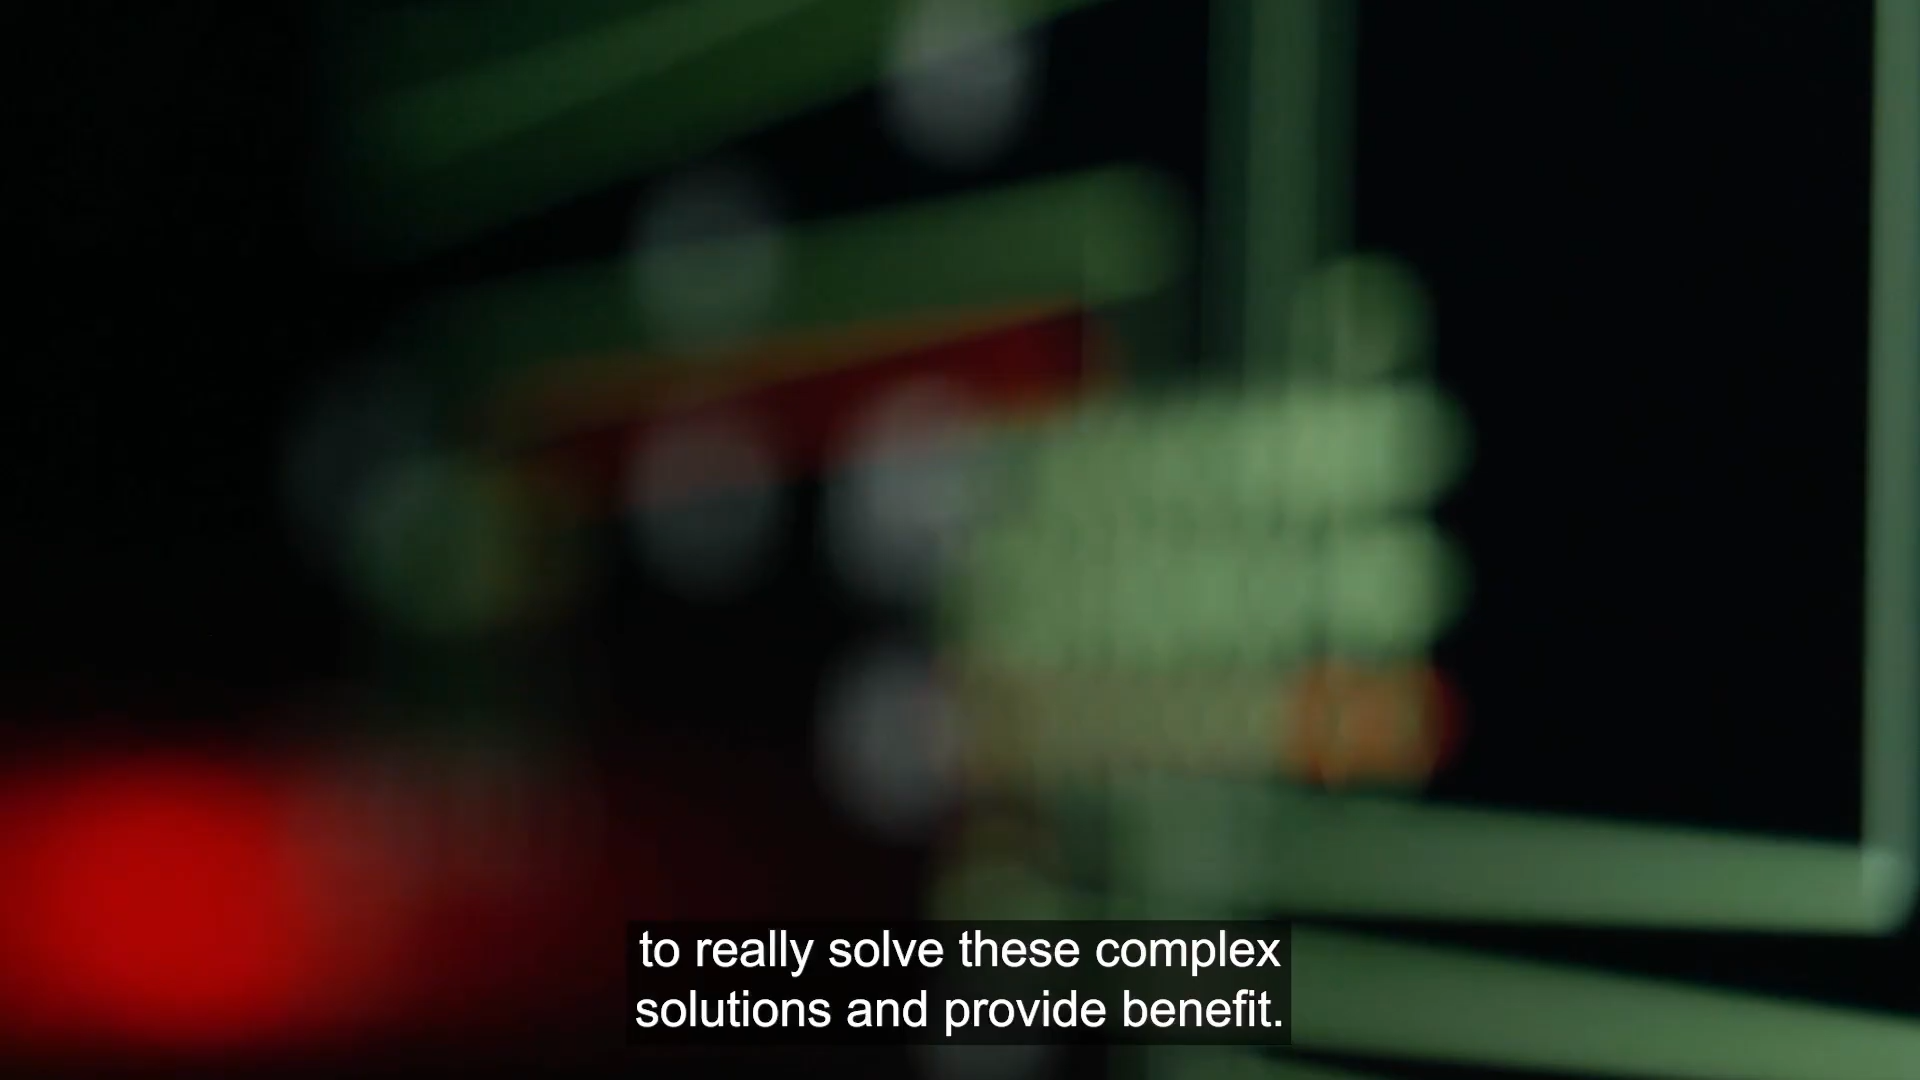 to really solve these complex
solutions and provide benefit.